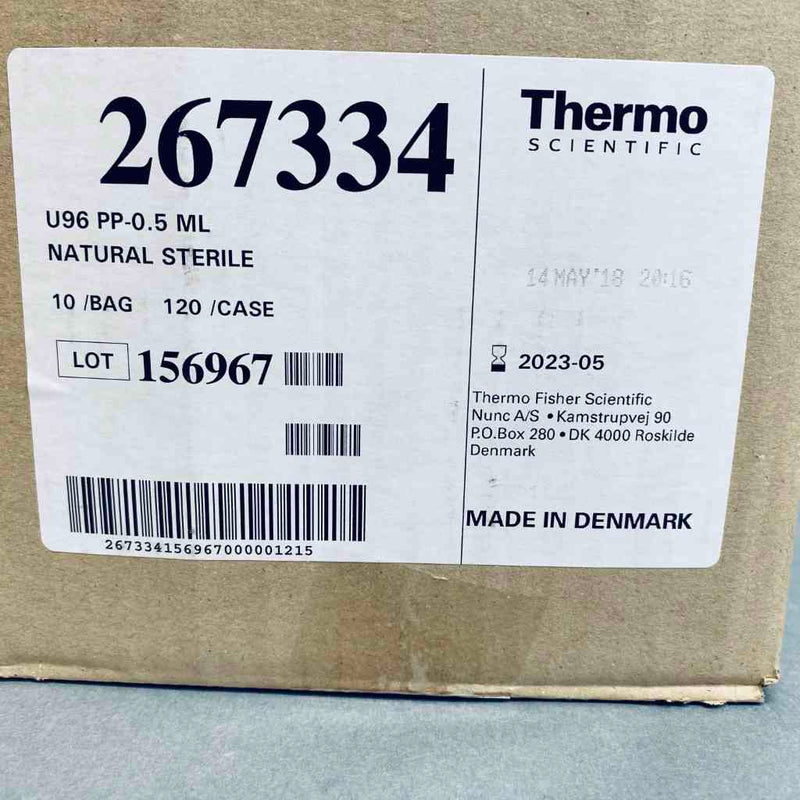 267334
U96 PP-0.5 ML
NATURAL STERILE
10 /BAG 120 /CASE
LOT 156967
267334156967000001215
Thermo
SCIENTIFIC
14 MAY'18 20:16
2023-05
Thermo Fisher Scientific
Nunc A/S • Kamstrupvej 90
P.O.Box 280 • DK 4000 Roskilde
Denmark
MADE IN DENMARK